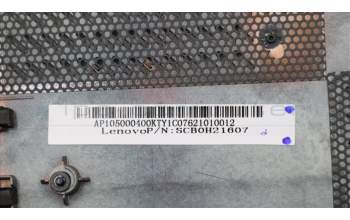 AP105000400KTY1C07621010012
LenovoP/N:SCB0H21607